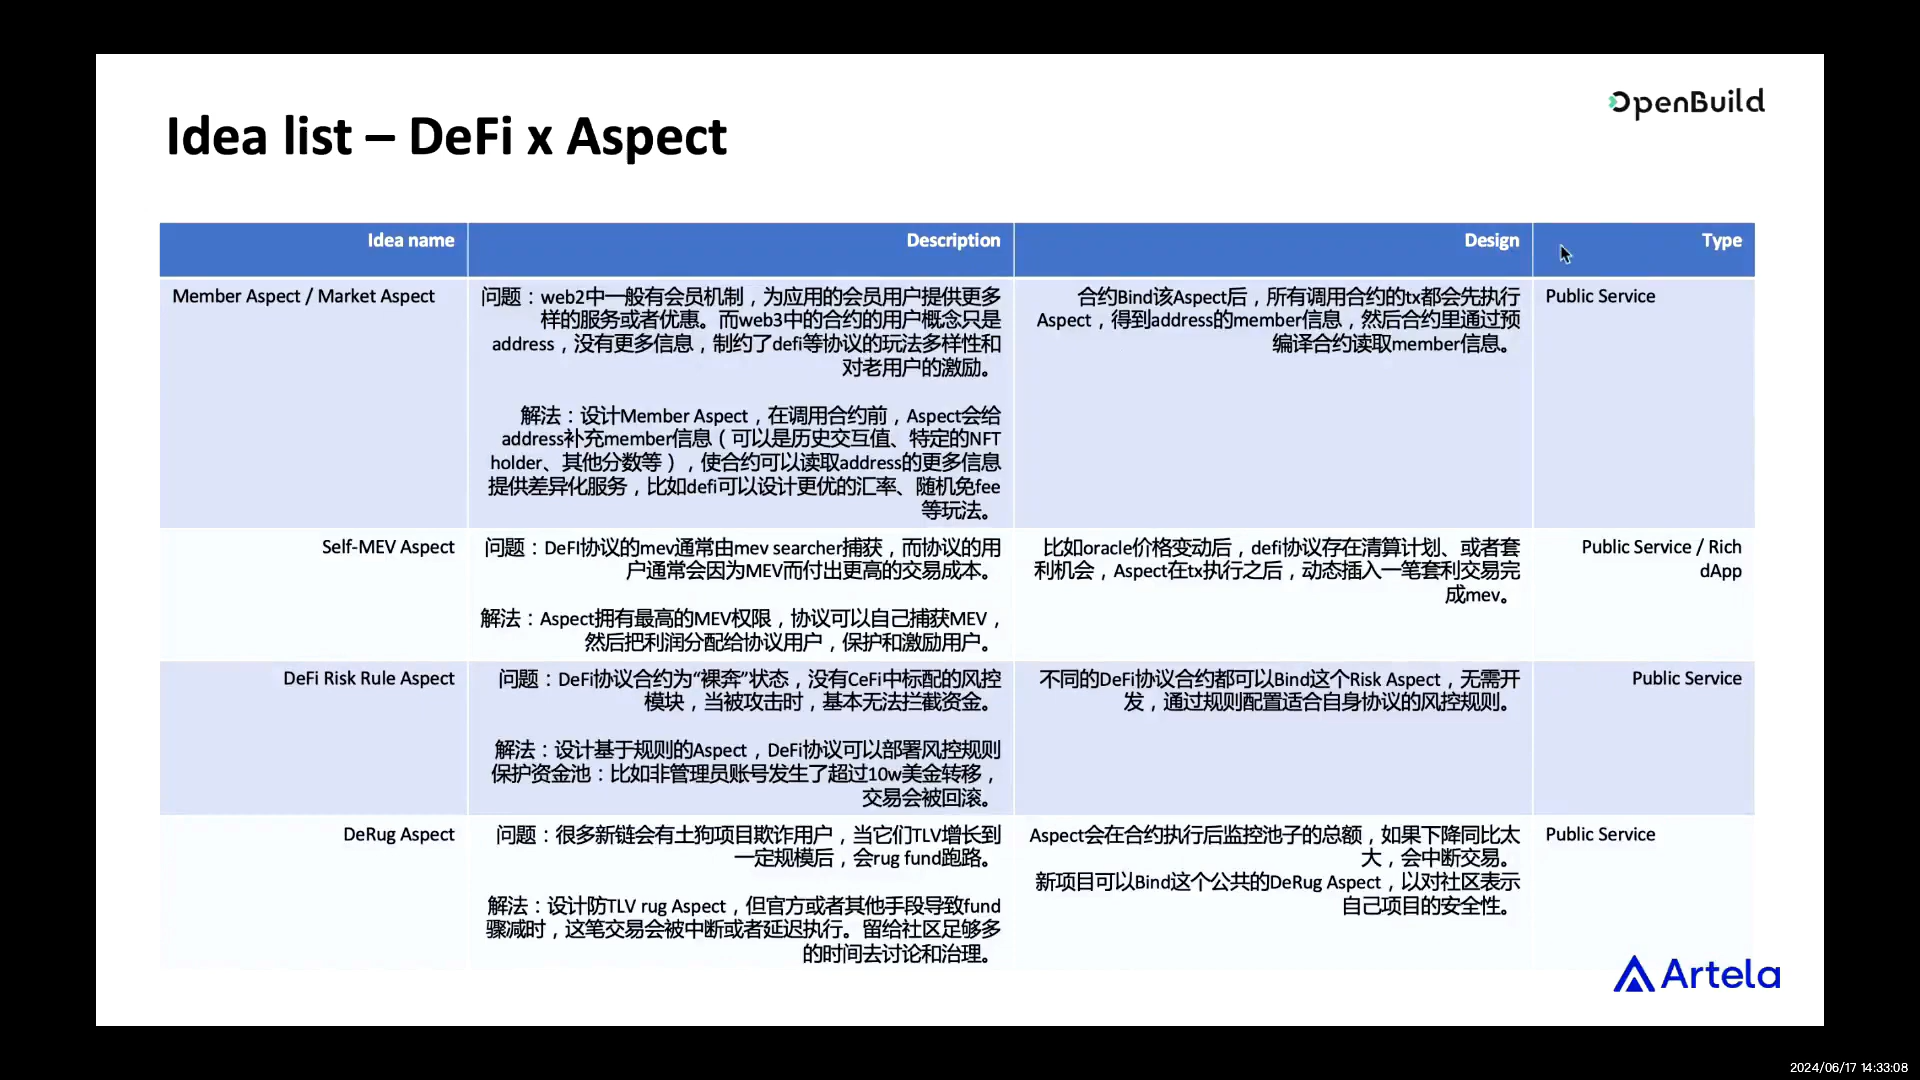 OpenBuild
Idea list – DeFi x Aspect
Idea name
Description
Design
Type
Member Aspect / Market Aspect
问题：web2中一般有会员机制，为应用的会员用户提供更多
样的服务或者优惠。而web3中的合约的用户概念只是
address，没有更多信息，制约了defi等协议的玩法多样性和
对老用户的激励。
解法：设计Member Aspect，在调用合约前，Aspect会给
address补充member信息（可以是历史交互值、特定的NFT
holder、其他分数等），使合约可以读取address的更多信息
提供差异化服务，比如defi可以设计更优的汇率、随机免fee
等玩法。
合约Bind该Aspect后，所有调用合约的tx都会先执行
Aspect，得到address的member信息，然后合约里通过预
编译合约读取member信息。
Public Service
Self-MEV Aspect
问题：DeFI协议的mev通常由mev searcher捕获，而协议的用
户通常会因为MEV而付出更高的交易成本。
解法：Aspect拥有最高的MEV权限，协议可以自己捕获MEV，
然后把利润分配给协议用户，保护和激励用户。
比如oracle价格变动后，defi协议存在清算计划、或者套
利机会，Aspect在tx执行之后，动态插入一笔套利交易完
成mev。
Public Service / Rich
dApp
DeFi Risk Rule Aspect
问题：DeFi协议合约为“裸奔”状态，没有CeFi中标配的风控
模块，当被攻击时，基本无法拦截资金。
解法：设计基于规则的Aspect，DeFi协议可以部署风控规则
保护资金池：比如非管理员账号发生了超过10w美金转移，
交易会被回滚。
不同的DeFi协议合约都可以Bind这个Risk Aspect，无需开
发，通过规则配置适合自身协议的风控规则。
Public Service
DeRug Aspect
问题：很多新链会有土狗项目欺诈用户，当它们TLV增长到
一定规模后，会rug fund跑路。
解法：设计防TLV rug Aspect，但官方或者其他手段导致fund
骤减时，这笔交易会被中断或者延迟执行。留给社区足够多
的时间去讨论和治理。
Aspect会在合约执行后监控池子的总额，如果下降同比太
大，会中断交易。
新项目可以Bind这个公共的DeRug Aspect，以对社区表示
自己项目的安全性。
Public Service
Artela
2024/06/17 14:33:08